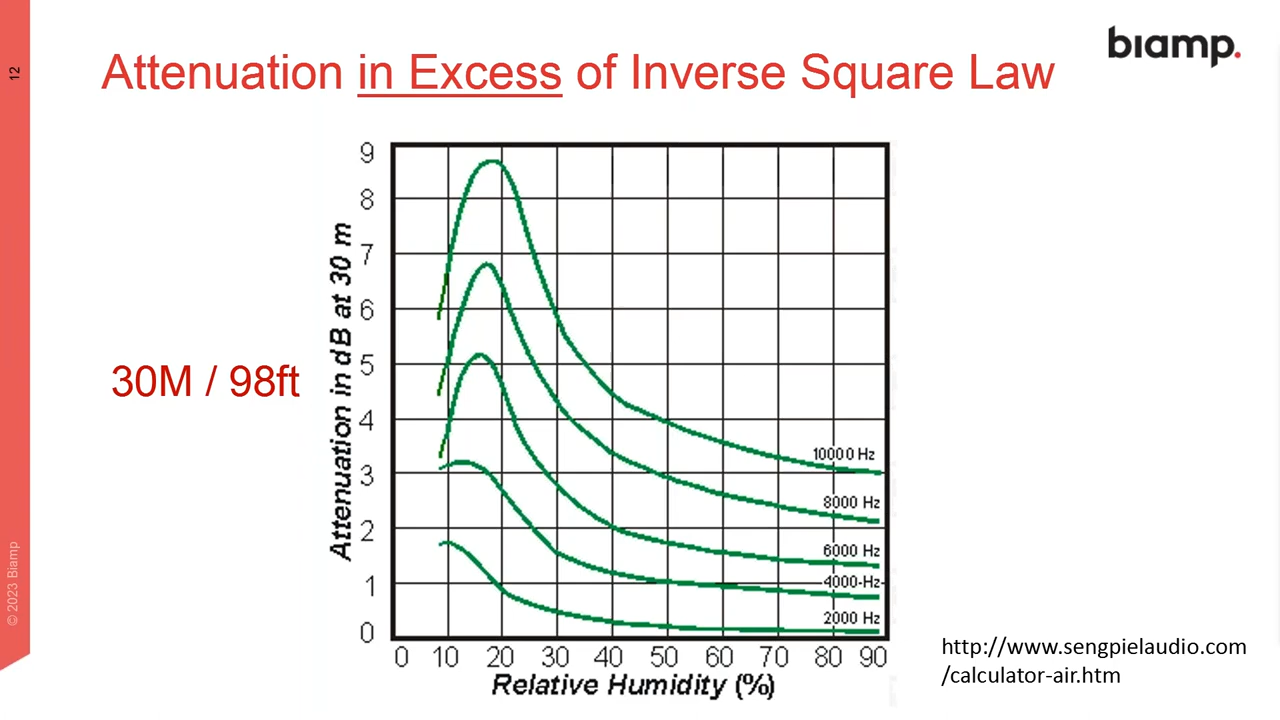 12
Attenuation in Excess of Inverse Square Law
biamp.
9
8
7
6
5
4
3
2
1
0
Attenuation in dB at 30 m
30M / 98ft
10000 Hz
8000 Hz
6000 Hz
4000 Hz
2000 Hz
0 10 20 30 40 50 60 70 80 90
Relative Humidity (%)
http://www.sengpielaudio.com
/calculator-air.htm
© 2023 Biamp